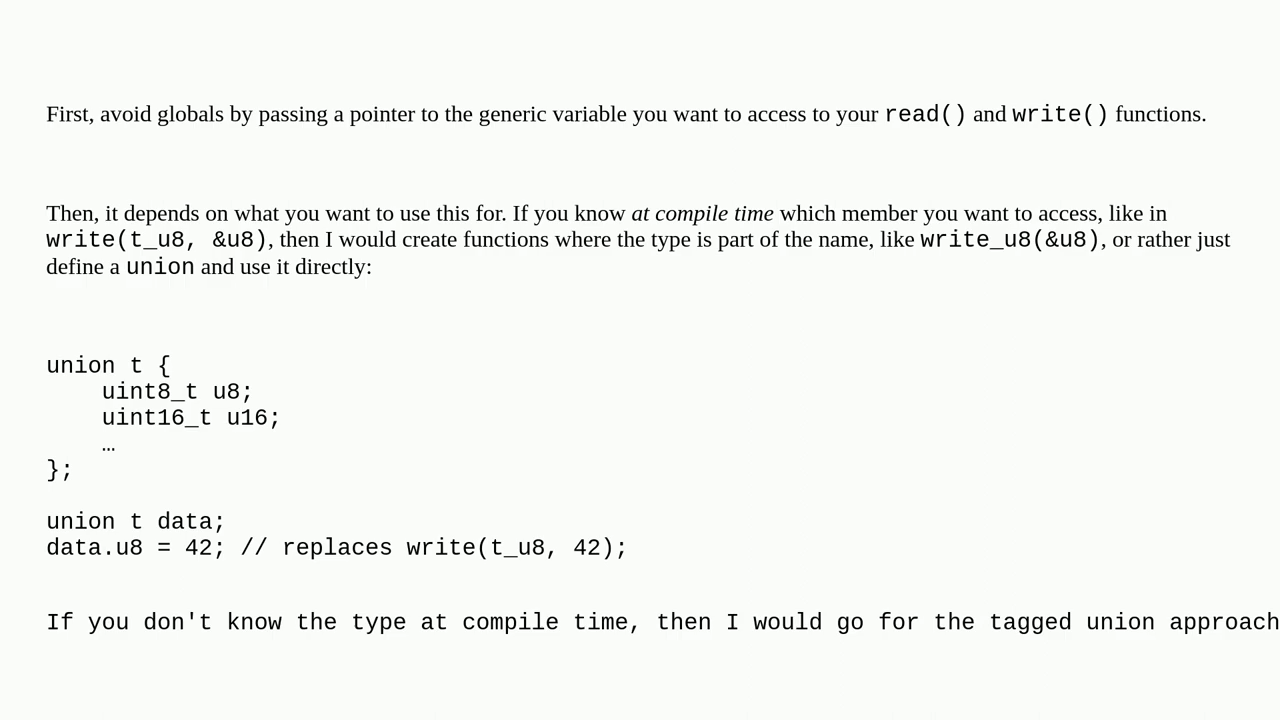 First, avoid globals by passing a pointer to the generic variable you want to access to your read() and write() functions.
Then, it depends on what you want to use this for. If you know at compile time which member you want to access, like in
write(t_u8, &u8), then I would create functions where the type is part of the name, like write_u8(&u8), or rather just
define a union and use it directly:
union t {
    uint8_t u8;
    uint16_t u16;
    …
};
union t data;
data.u8 = 42; // replaces write(t_u8, 42);
If you don't know the type at compile time, then I would go for the tagged union approach